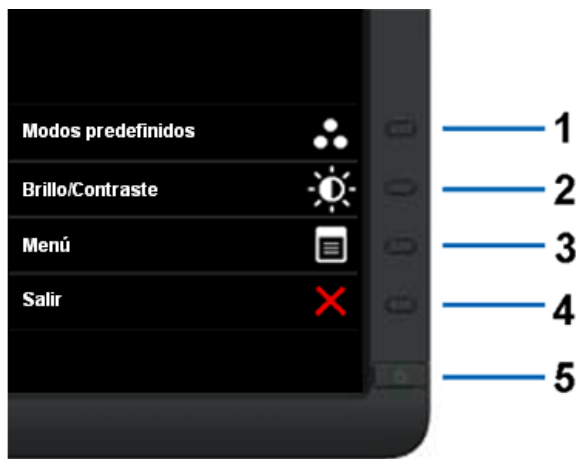 Modos predefinidos
1
Brillo/Contraste
2
Menú
3
Salir
4
5